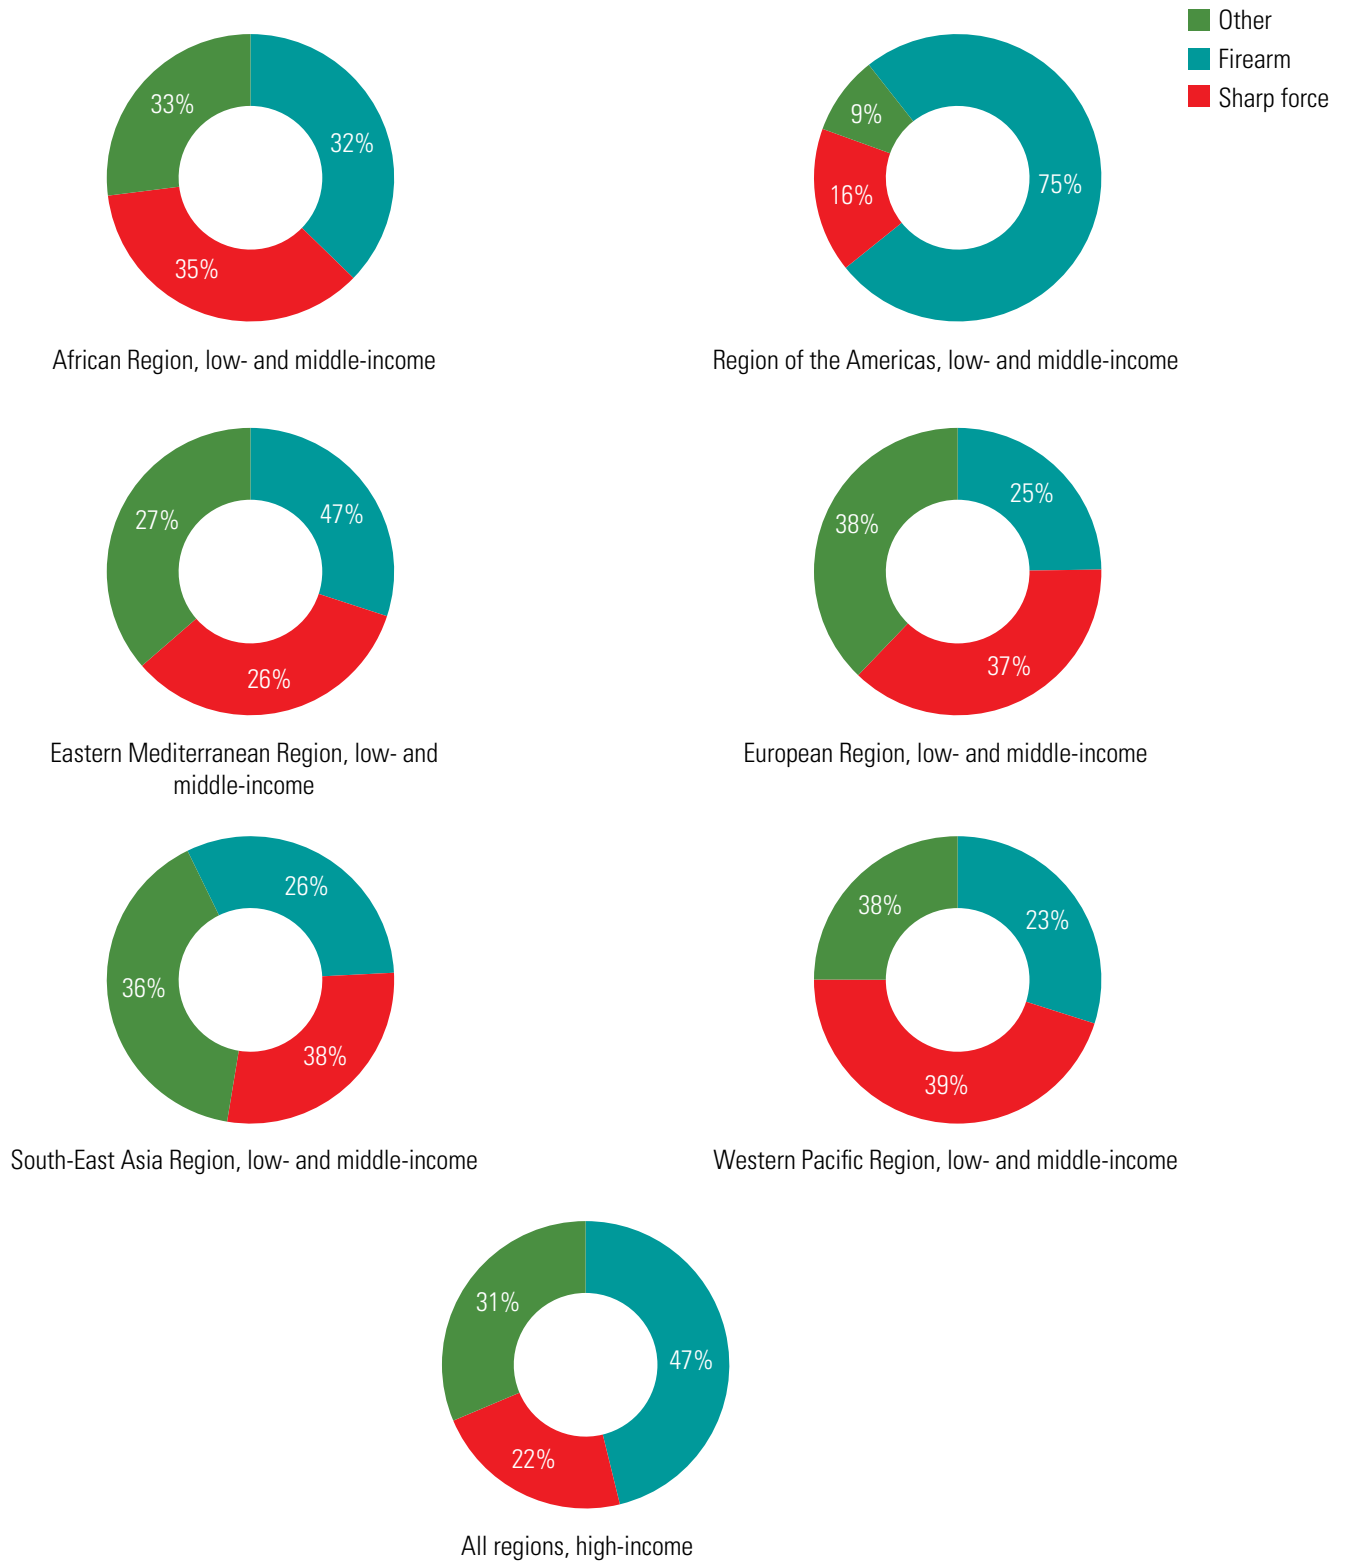 Other
Firearm
Sharp force
33%
32%
35%
African Region, low- and middle-income
9%
75%
16%
Region of the Americas, low- and middle-income
27%
47%
26%
Eastern Mediterranean Region, low- and
middle-income
38%
25%
37%
European Region, low- and middle-income
26%
36%
38%
South-East Asia Region, low- and middle-income
38%
23%
39%
Western Pacific Region, low- and middle-income
31%
47%
22%
All regions, high-income